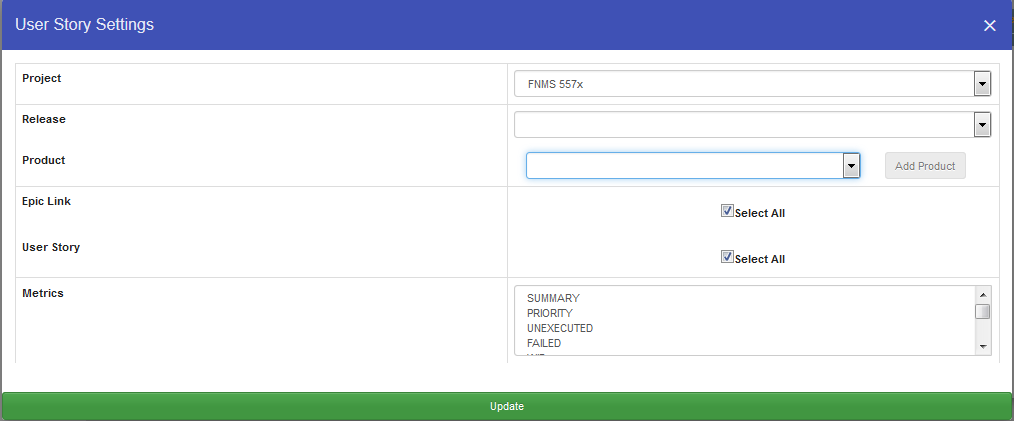 User Story Settings
Project
FNMS 557x
Release
Product
Add Product
Epic Link
Select All
User Story
Select All
Metrics
SUMMARY
PRIORITY
UNEXECUTED
FAILED
Update